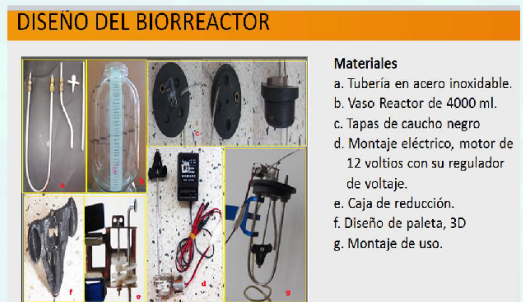 DISEÑO DEL BIORREACTOR
Materiales
a. Tubería en acero inoxidable.
b. Vaso Reactor de 4000 ml.
c. Tapas de caucho negro
d. Montaje eléctrico, motor de
12 voltios con su regulador
de voltaje.
e. Caja de reducción.
f. Diseño de paleta, 3D
g. Montaje de uso.
c
f
e
d
g